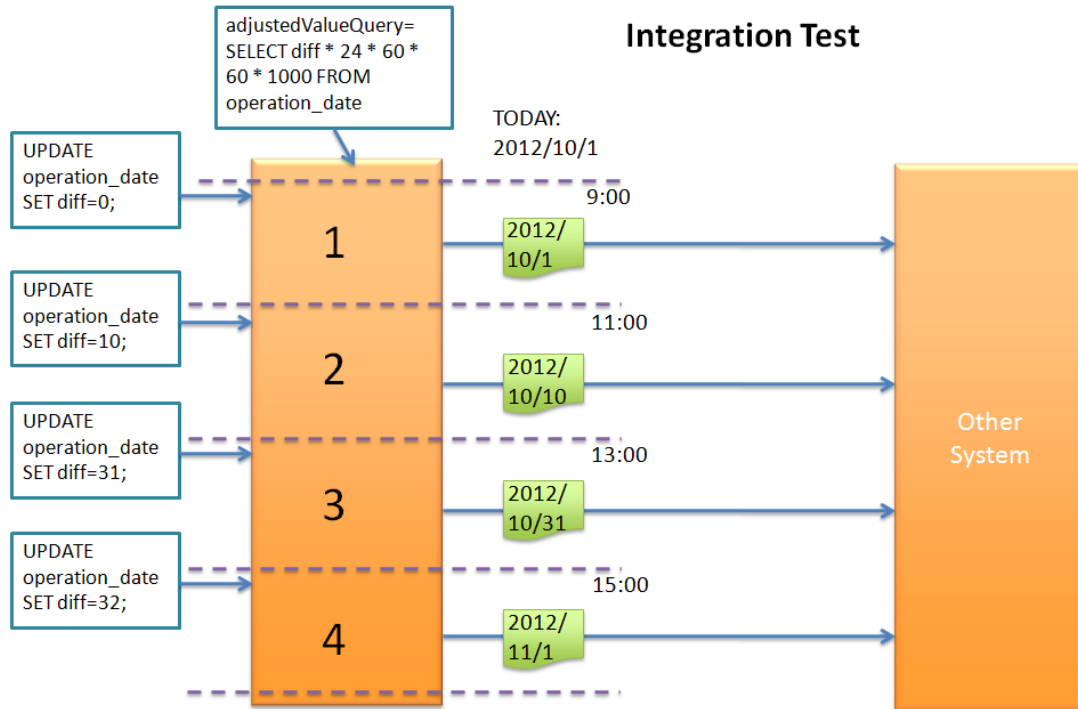 Integration Test
adjustedValueQuery=
SELECT diff * 24 * 60 *
60 * 1000 FROM
operation_date
TODAY:
2012/10/1
UPDATE
operation_date
SET diff=0;
9:00
1
2012/
10/1
UPDATE
operation_date
SET diff=10;
11:00
2
2012/
10/10
UPDATE
operation_date
SET diff=31;
13:00
3
2012/
10/31
UPDATE
operation_date
SET diff=32;
15:00
4
2012/
11/1
Other
System